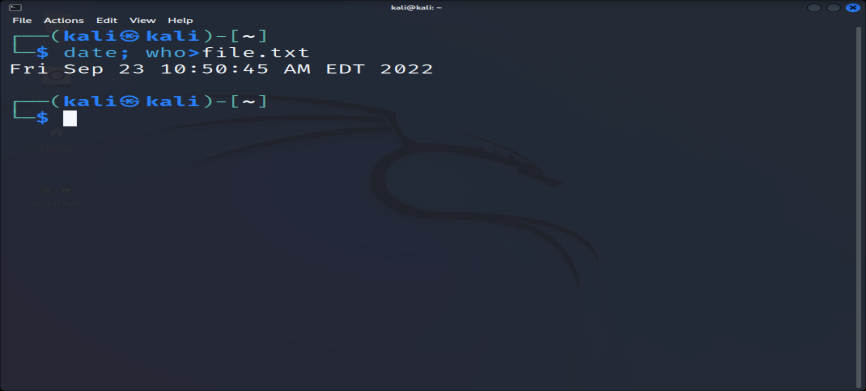 kali@kali: ~
File Actions Edit View Help
┌──(kali㉿kali)-[~]
└─$ date; who>file.txt
Fri Sep 23 10:50:45 AM EDT 2022
┌──(kali㉿kali)-[~]
└─$